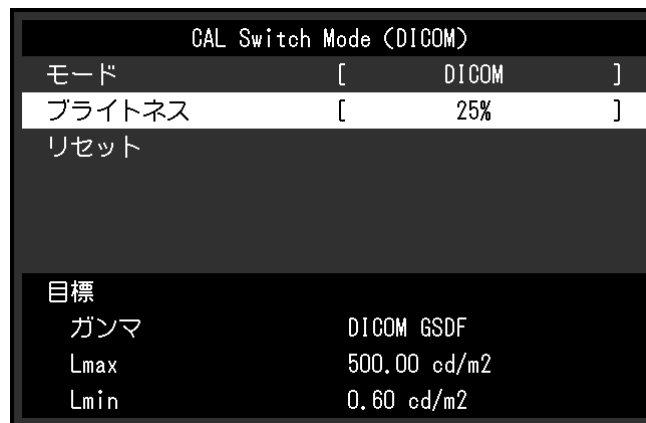 CAL Switch Mode (DICOM)
モード [ DICOM ]
ブライトネス [ 25% ]
リセット
目標
ガンマ DICOM GSDF
Lmax 500.00 cd/m2
Lmin 0.60 cd/m2